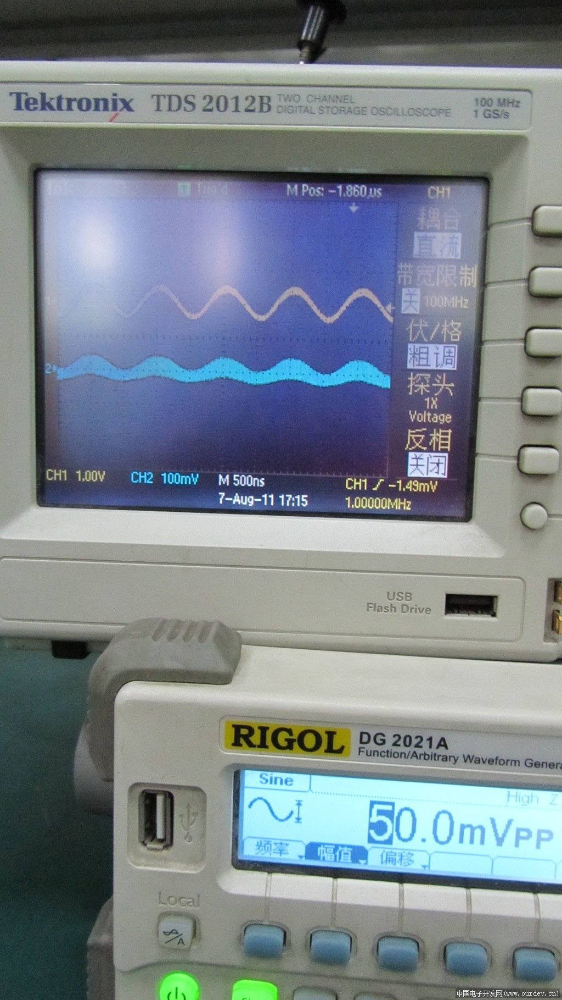 Tektronix TDS 2012B TWO CHANNEL DIGITAL STORAGE OSCILLOSCOPE 100 MHz 1 GS/s
Trig'd M Pos: -1.860µs CH1
耦合
直流
带宽限制
关 100MHz
伏/格
粗调
探头
1X
Voltage
反相
关闭
1
2
CH1 1.00V CH2 100mV M 500ns CH1 -1.49mV
7-Aug-11 17:15 1.00000MHz
USB
Flash Drive
RIGOL DG 2021A
Function/Arbitrary Waveform
Sine
High Z
50.0mVPP
频率 幅值 偏移
Local
中国电子开发网(www.ourdev.cn)